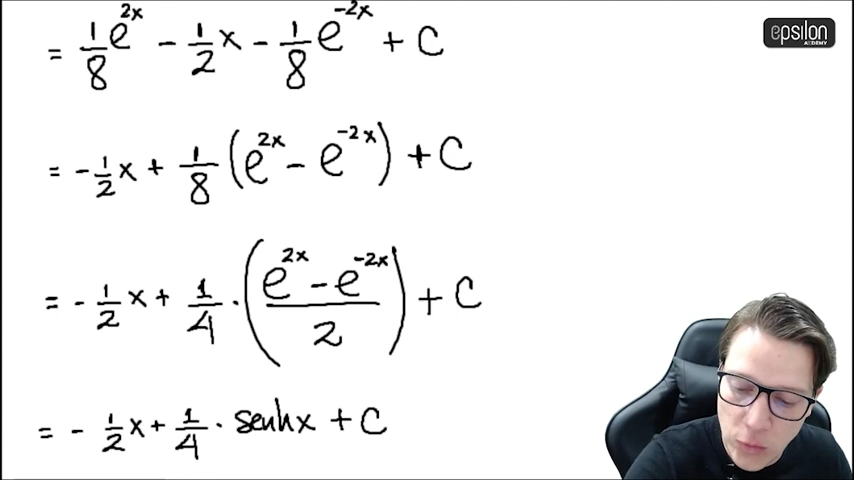 epsilon
ACADEMY
= 1/8 e^2x - 1/2 x - 1/8 e^-2x + C
= - 1/2 x + 1/8 (e^2x - e^-2x) + C
= - 1/2 x + 1/4 · (e^2x - e^-2x / 2) + C
= - 1/2 x + 1/4 · senhx + C